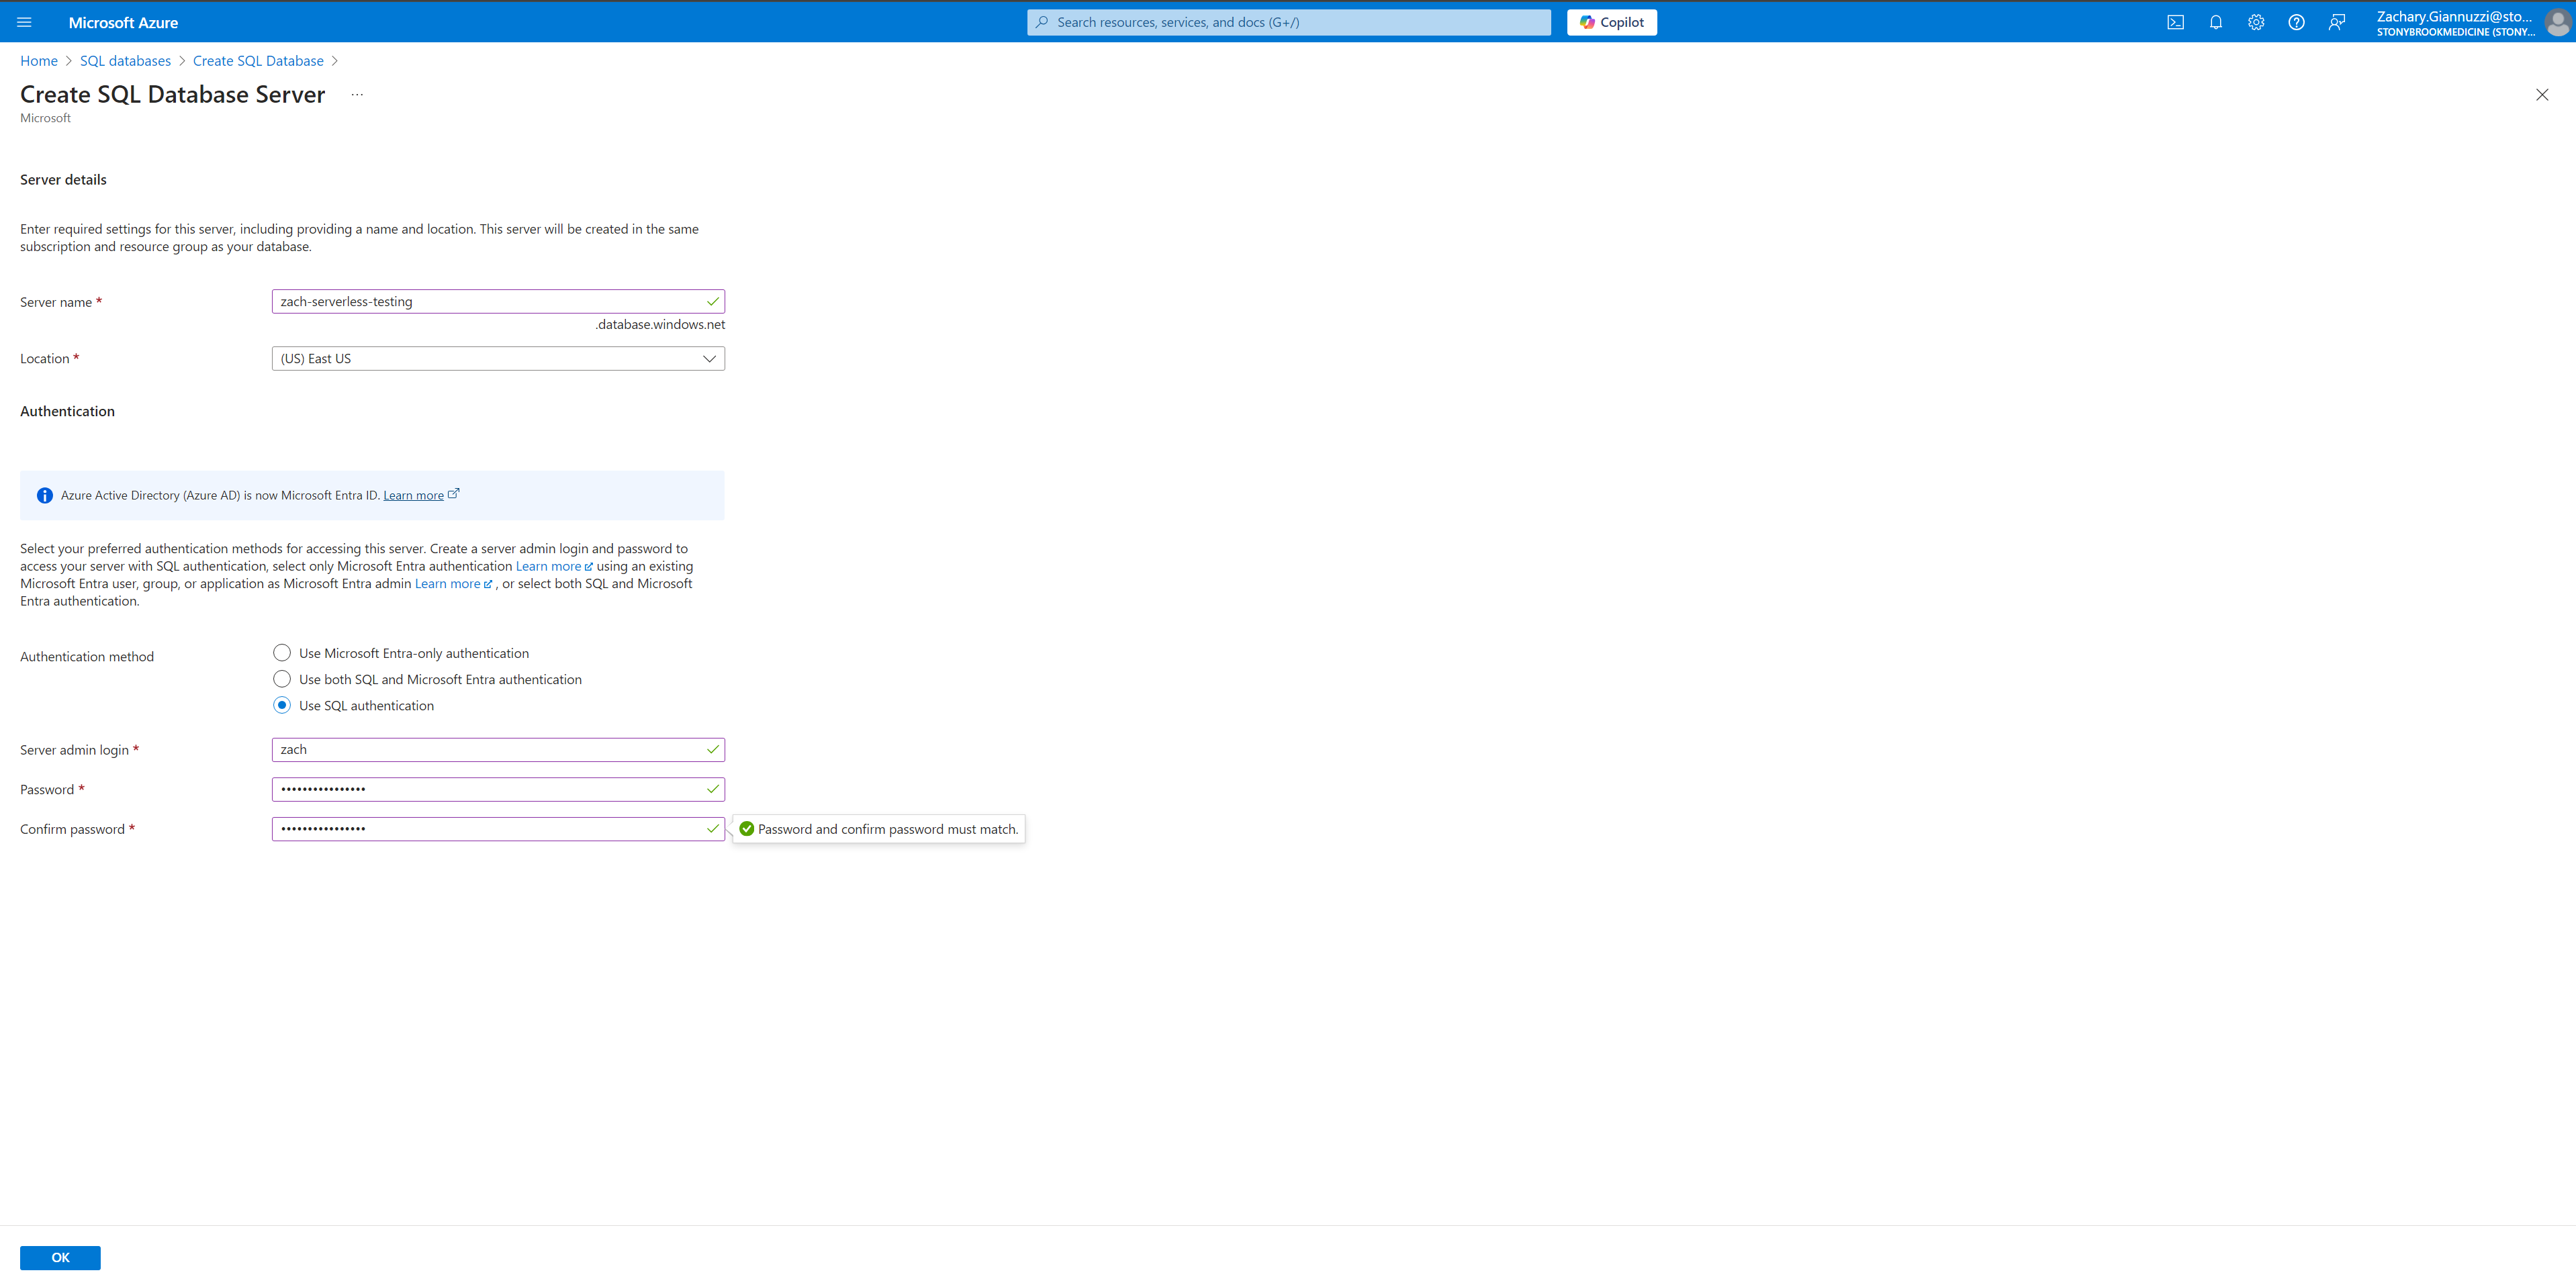 Microsoft Azure
Search resources, services, and docs (G+/)
Copilot
Zachary.Giannuzzi@sto...
STONYBROOKMEDICINE (STONY...
Home > SQL databases > Create SQL Database >
Create SQL Database Server ...
Microsoft
Server details
Enter required settings for this server, including providing a name and location. This server will be created in the same
subscription and resource group as your database.
Server name *
zach-serverless-testing
.database.windows.net
Location *
(US) East US
Authentication
Azure Active Directory (Azure AD) is now Microsoft Entra ID. Learn more
Select your preferred authentication methods for accessing this server. Create a server admin login and password to
access your server with SQL authentication, select only Microsoft Entra authentication Learn more using an existing
Microsoft Entra user, group, or application as Microsoft Entra admin Learn more , or select both SQL and Microsoft
Entra authentication.
Authentication method
Use Microsoft Entra-only authentication
Use both SQL and Microsoft Entra authentication
Use SQL authentication
Server admin login *
zach
Password *
••••••••••••••••
Confirm password *
••••••••••••••••
Password and confirm password must match.
OK